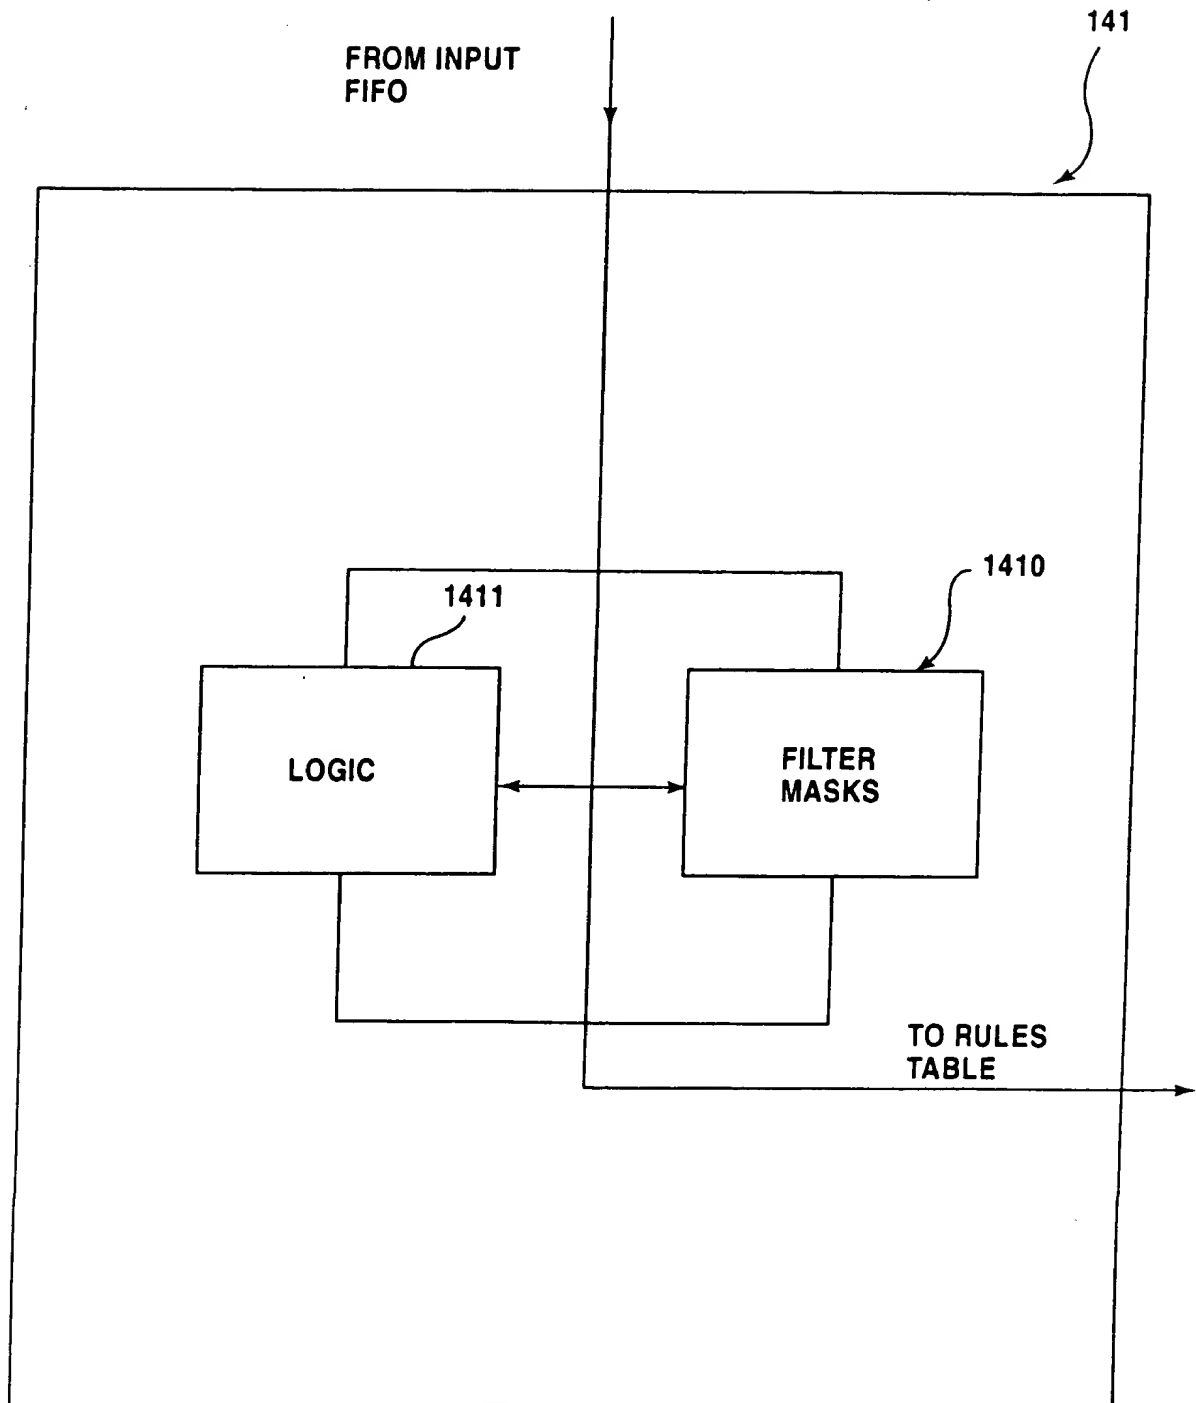 141
FROM INPUT
FIFO
1410
1411
LOGIC
FILTER
MASKS
TO RULES
TABLE